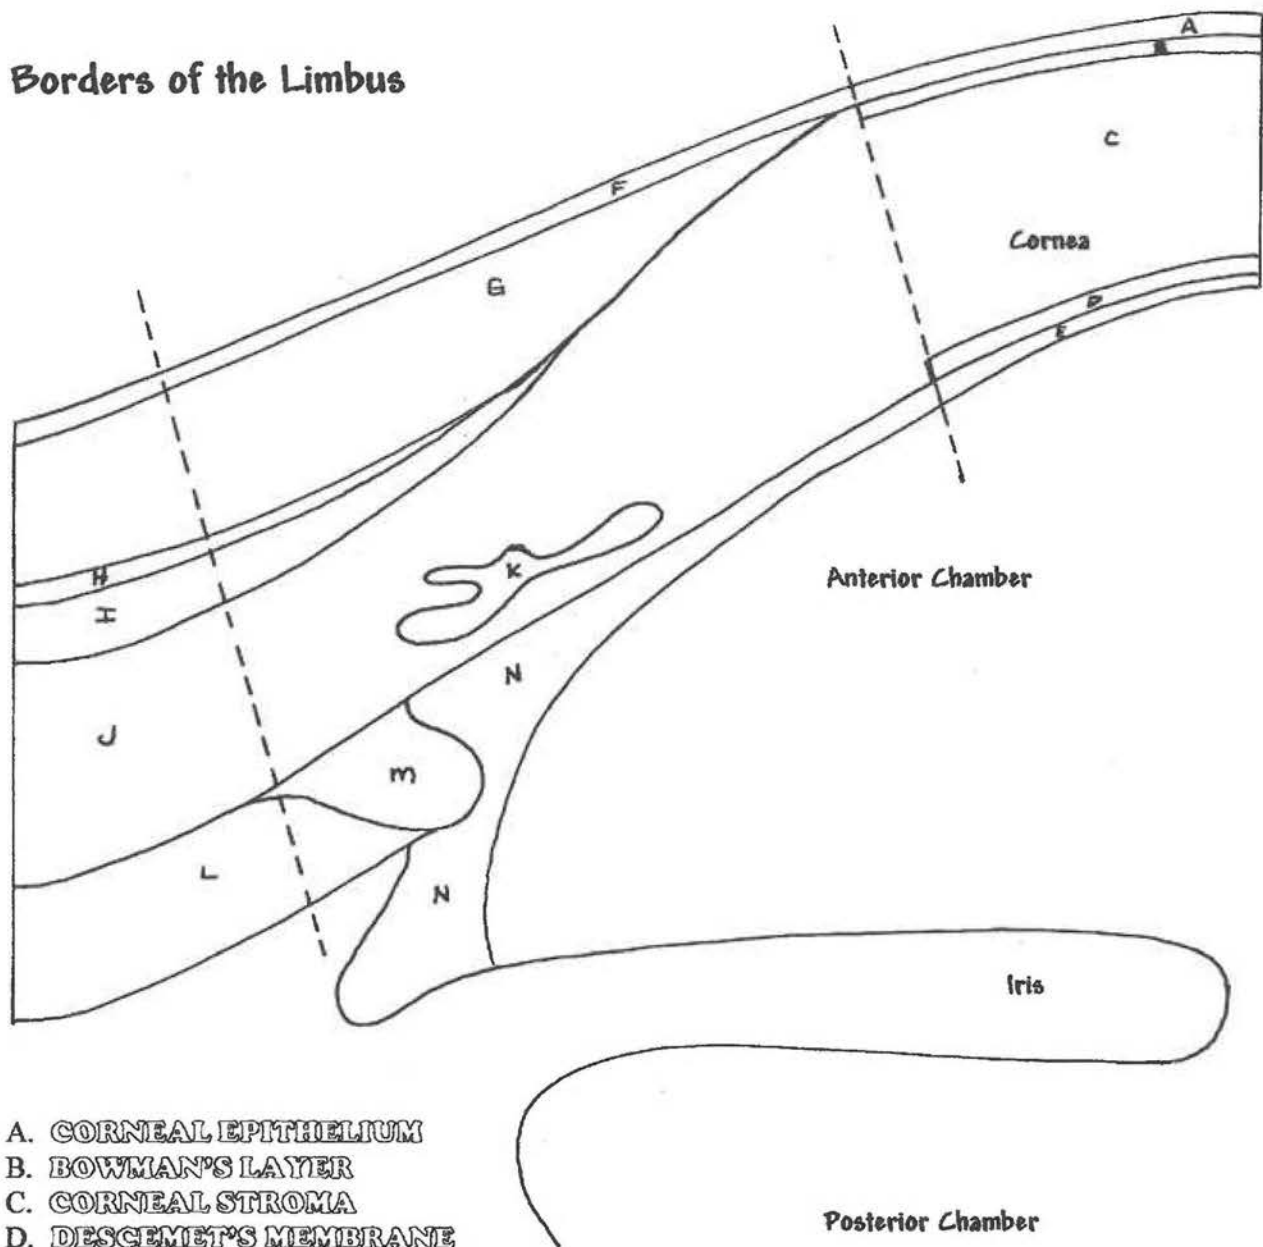 Borders of the Limbus
A
B
C
Cornea
F
G
D
E
Anterior Chamber
K
H
I
N
J
m
L
N
Iris
A. CORNEAL EPITHELIUM
B. BOWMAN'S LAYER
C. CORNEAL STROMA
D. DESCEMET'S MEMBRANE
Posterior Chamber